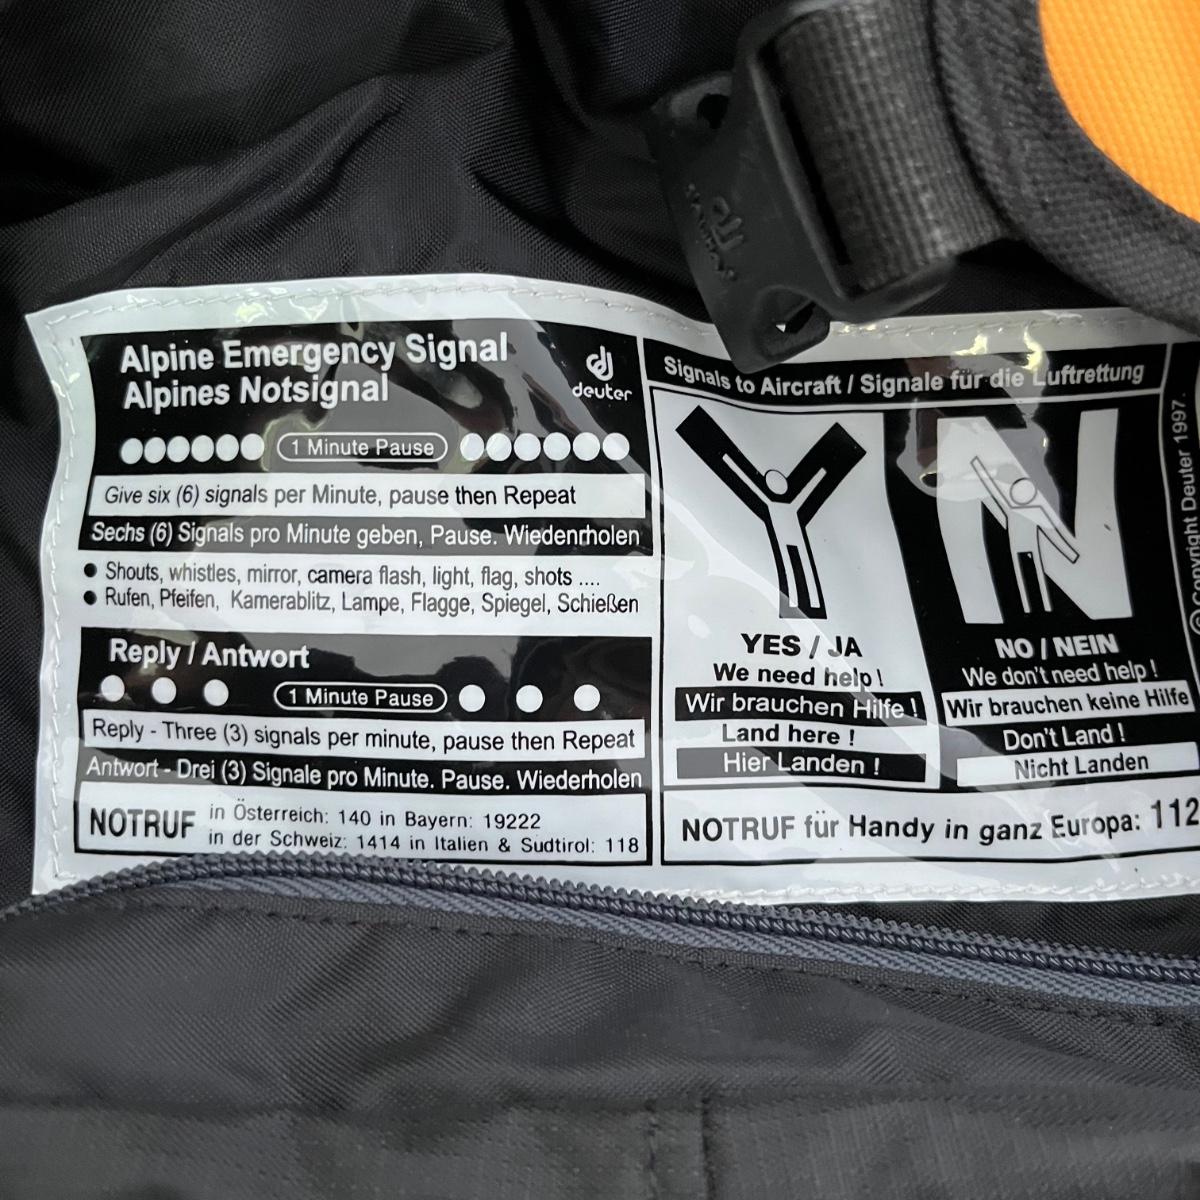 Alpine Emergency Signal
Alpines Notsignal
deuter
1 Minute Pause
Give six (6) signals per Minute, pause then Repeat
Sechs (6) Signals pro Minute geben, Pause. Wiedenrholen
Shouts, whistles, mirror, camera flash, light, flag, shots ....
Rufen, Pfeifen, Kamerablitz, Lampe, Flagge, Spiegel, Schießen
Reply / Antwort
1 Minute Pause
Reply - Three (3) signals per minute, pause then Repeat
Antwort - Drei (3) Signale pro Minute. Pause. Wiederholen
NOTRUF
in Österreich: 140 in Bayern: 19222
in der Schweiz: 1414 in Italien & Sudtirol: 118
Signals to Aircraft / Signale für die Luftrettung
YES / JA
We need help !
Wir brauchen Hilfe !
Land here !
Hier Landen !
N
NO / NEIN
We don't need help !
Wir brauchen keine Hilfe
Don't Land !
Nicht Landen
NOTRUF für Handy in ganz Europa: 112
©Copyright Deuter 1997.